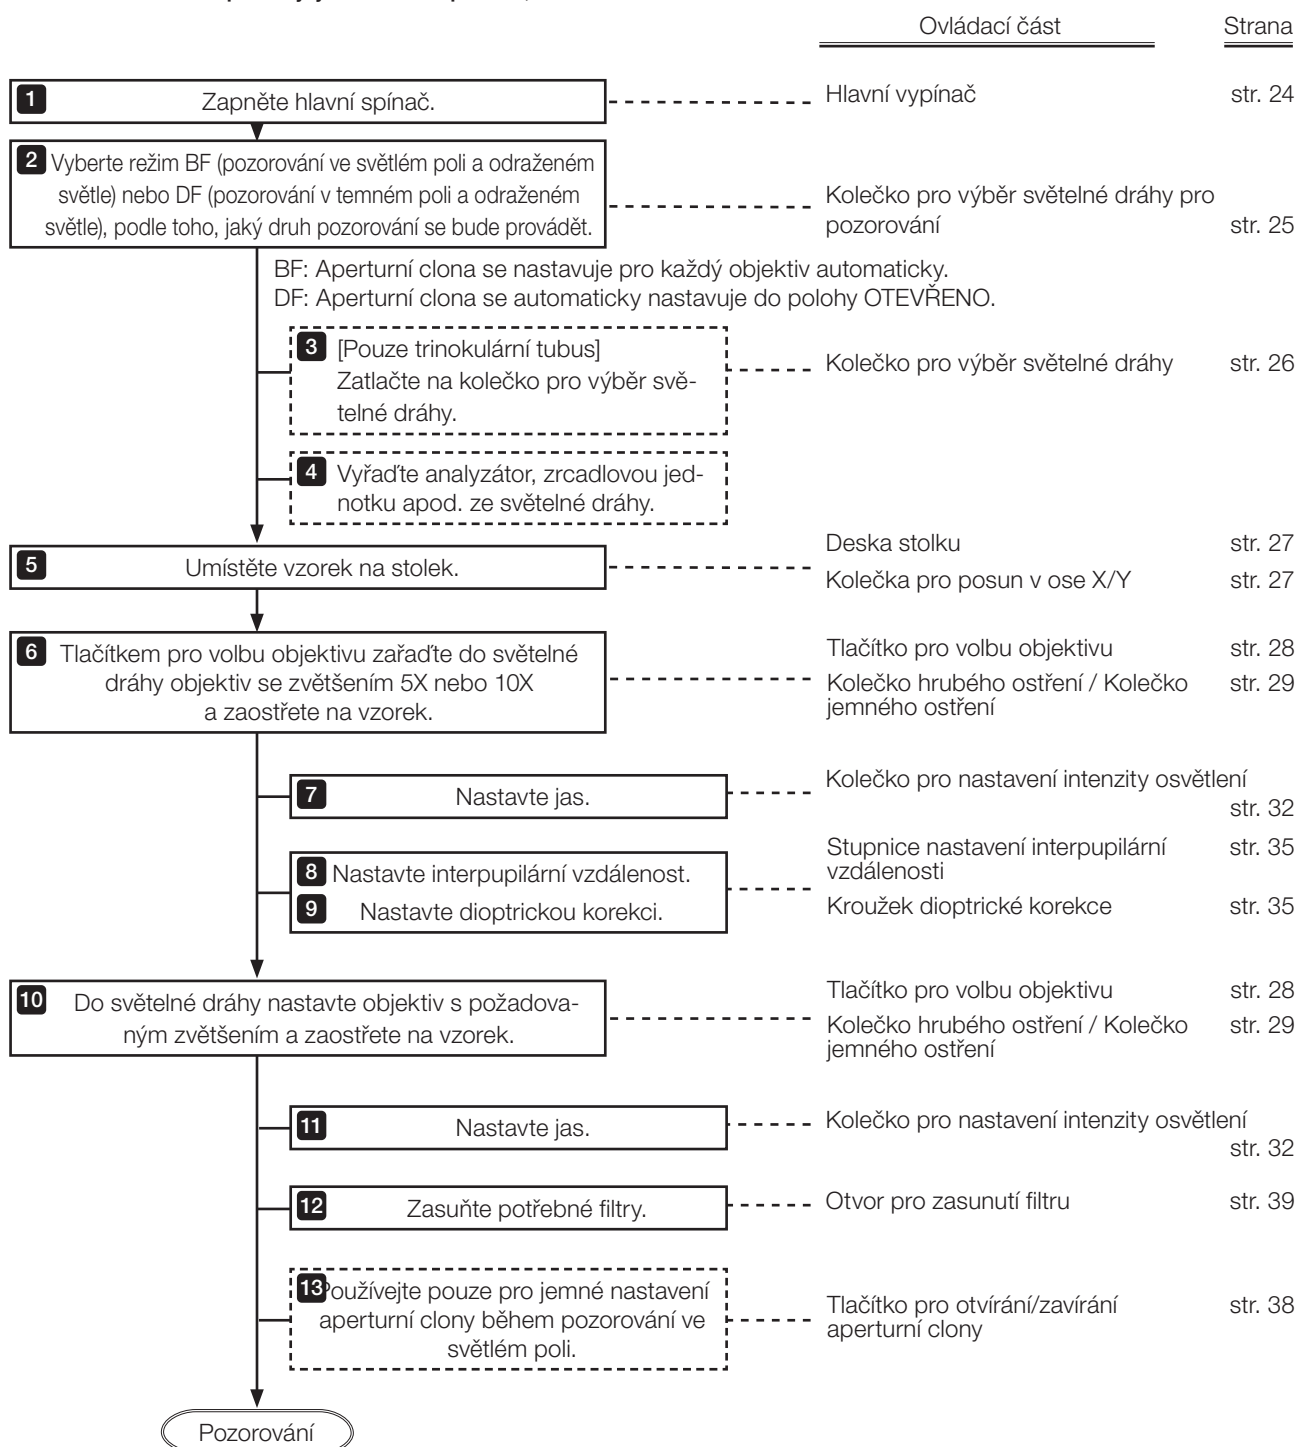 Ovládací část Strana
1 Zapněte hlavní spínač.
Hlavní vypínač str. 24
2 Vyberte režim BF (pozorování ve světlém poli a odraženém
světle) nebo DF (pozorování v temném poli a odraženém
světle), podle toho, jaký druh pozorování se bude provádět.
Kolečko pro výběr světelné dráhy pro
pozorování str. 25
BF: Aperturní clona se nastavuje pro každý objektiv automaticky.
DF: Aperturní clona se automaticky nastavuje do polohy OTEVŘENO.
3 [Pouze trinokulární tubus]
Zatlačte na kolečko pro výběr svě-
telné dráhy.
Kolečko pro výběr světelné dráhy str. 26
4 Vyřaďte analyzátor, zrcadlovou jed-
notku apod. ze světelné dráhy.
5 Umístěte vzorek na stolek.
Deska stolku str. 27
Kolečka pro posun v ose X/Y str. 27
6 Tlačítkem pro volbu objektivu zařaďte do světelné
dráhy objektiv se zvětšením 5X nebo 10X
a zaostřete na vzorek.
Tlačítko pro volbu objektivu str. 28
Kolečko hrubého ostření / Kolečko str. 29
jemného ostření
7 Nastavte jas.
Kolečko pro nastavení intenzity osvětlení
str. 32
8 Nastavte interpupilární vzdálenost.
9 Nastavte dioptrickou korekci.
Stupnice nastavení interpupilární str. 35
vzdálenosti
Kroužek dioptrické korekce str. 35
10 Do světelné dráhy nastavte objektiv s požadova-
ným zvětšením a zaostřete na vzorek.
Tlačítko pro volbu objektivu str. 28
Kolečko hrubého ostření / Kolečko str. 29
jemného ostření
11 Nastavte jas.
Kolečko pro nastavení intenzity osvětlení
str. 32
12 Zasuňte potřebné filtry.
Otvor pro zasunutí filtru str. 39
13 Používejte pouze pro jemné nastavení
aperturní clony během pozorování ve
světlém poli.
Tlačítko pro otvírání/zavírání str. 38
aperturní clony
Pozorování